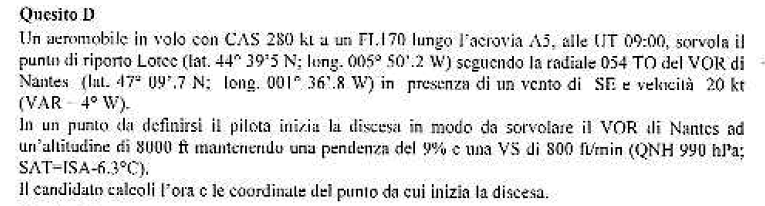 Quesito D
Un aeromobile in volo con CAS 280 kt a un FL170 lungo l'aerovia A5, alle UT 09:00, sorvola il
punto di riporto Lotee (lat. 44° 39'5 N; long. 005° 50'.2 W) seguendo la radiale 054 TO del VOR di
Nantes (lat. 47° 09'.7 N; long. 001° 36'.8 W) in presenza di un vento di SE e velocità 20 kt
(VAR – 4° W).
In un punto da definirsi il pilota inizia la discesa in modo da sorvolare il VOR di Nantes ad
un'altitudine di 8000 ft mantenendo una pendenza del 9% e una VS di 800 ft/min (QNH 990 hPa;
SAT=ISA-6.3°C).
Il candidato calcoli l'ora e le coordinate del punto da cui inizia la discesa.